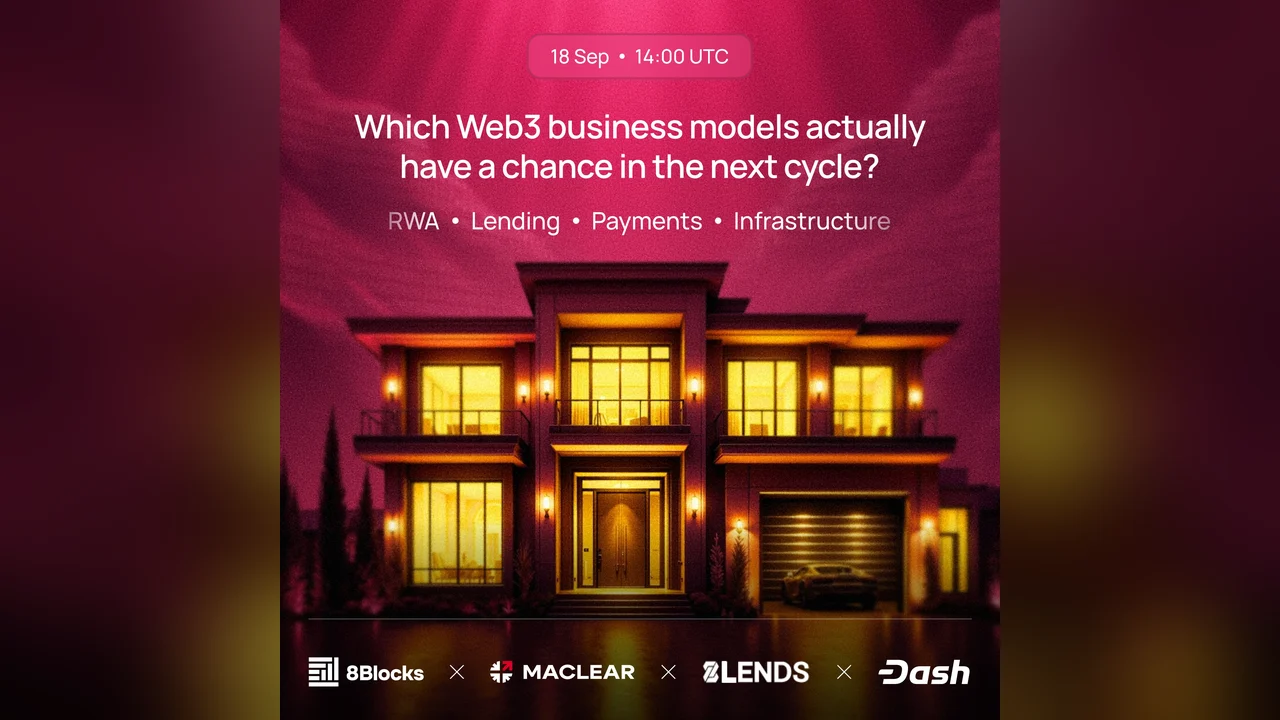 18 Sep • 14:00 UTC
Which Web3 business models actually
have a chance in the next cycle?
RWA • Lending • Payments • Infrastructure
8Blocks × MACLEAR × 8LENDS × Dash